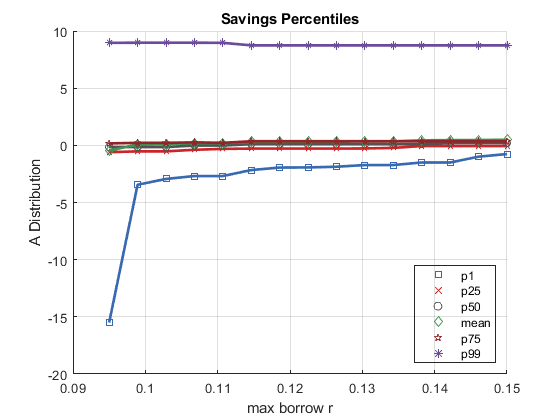 Savings Percentiles
10
5
0
-5
-10
-15
-20
A Distribution
p1
p25
p50
mean
p75
p99
0.09 0.1 0.11 0.12 0.13 0.14 0.15
max borrow r